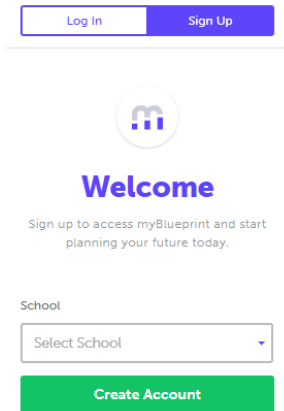 Log In
Sign Up
Welcome
Sign up to access myBlueprint and start
planning your future today.
School
Select School
Create Account